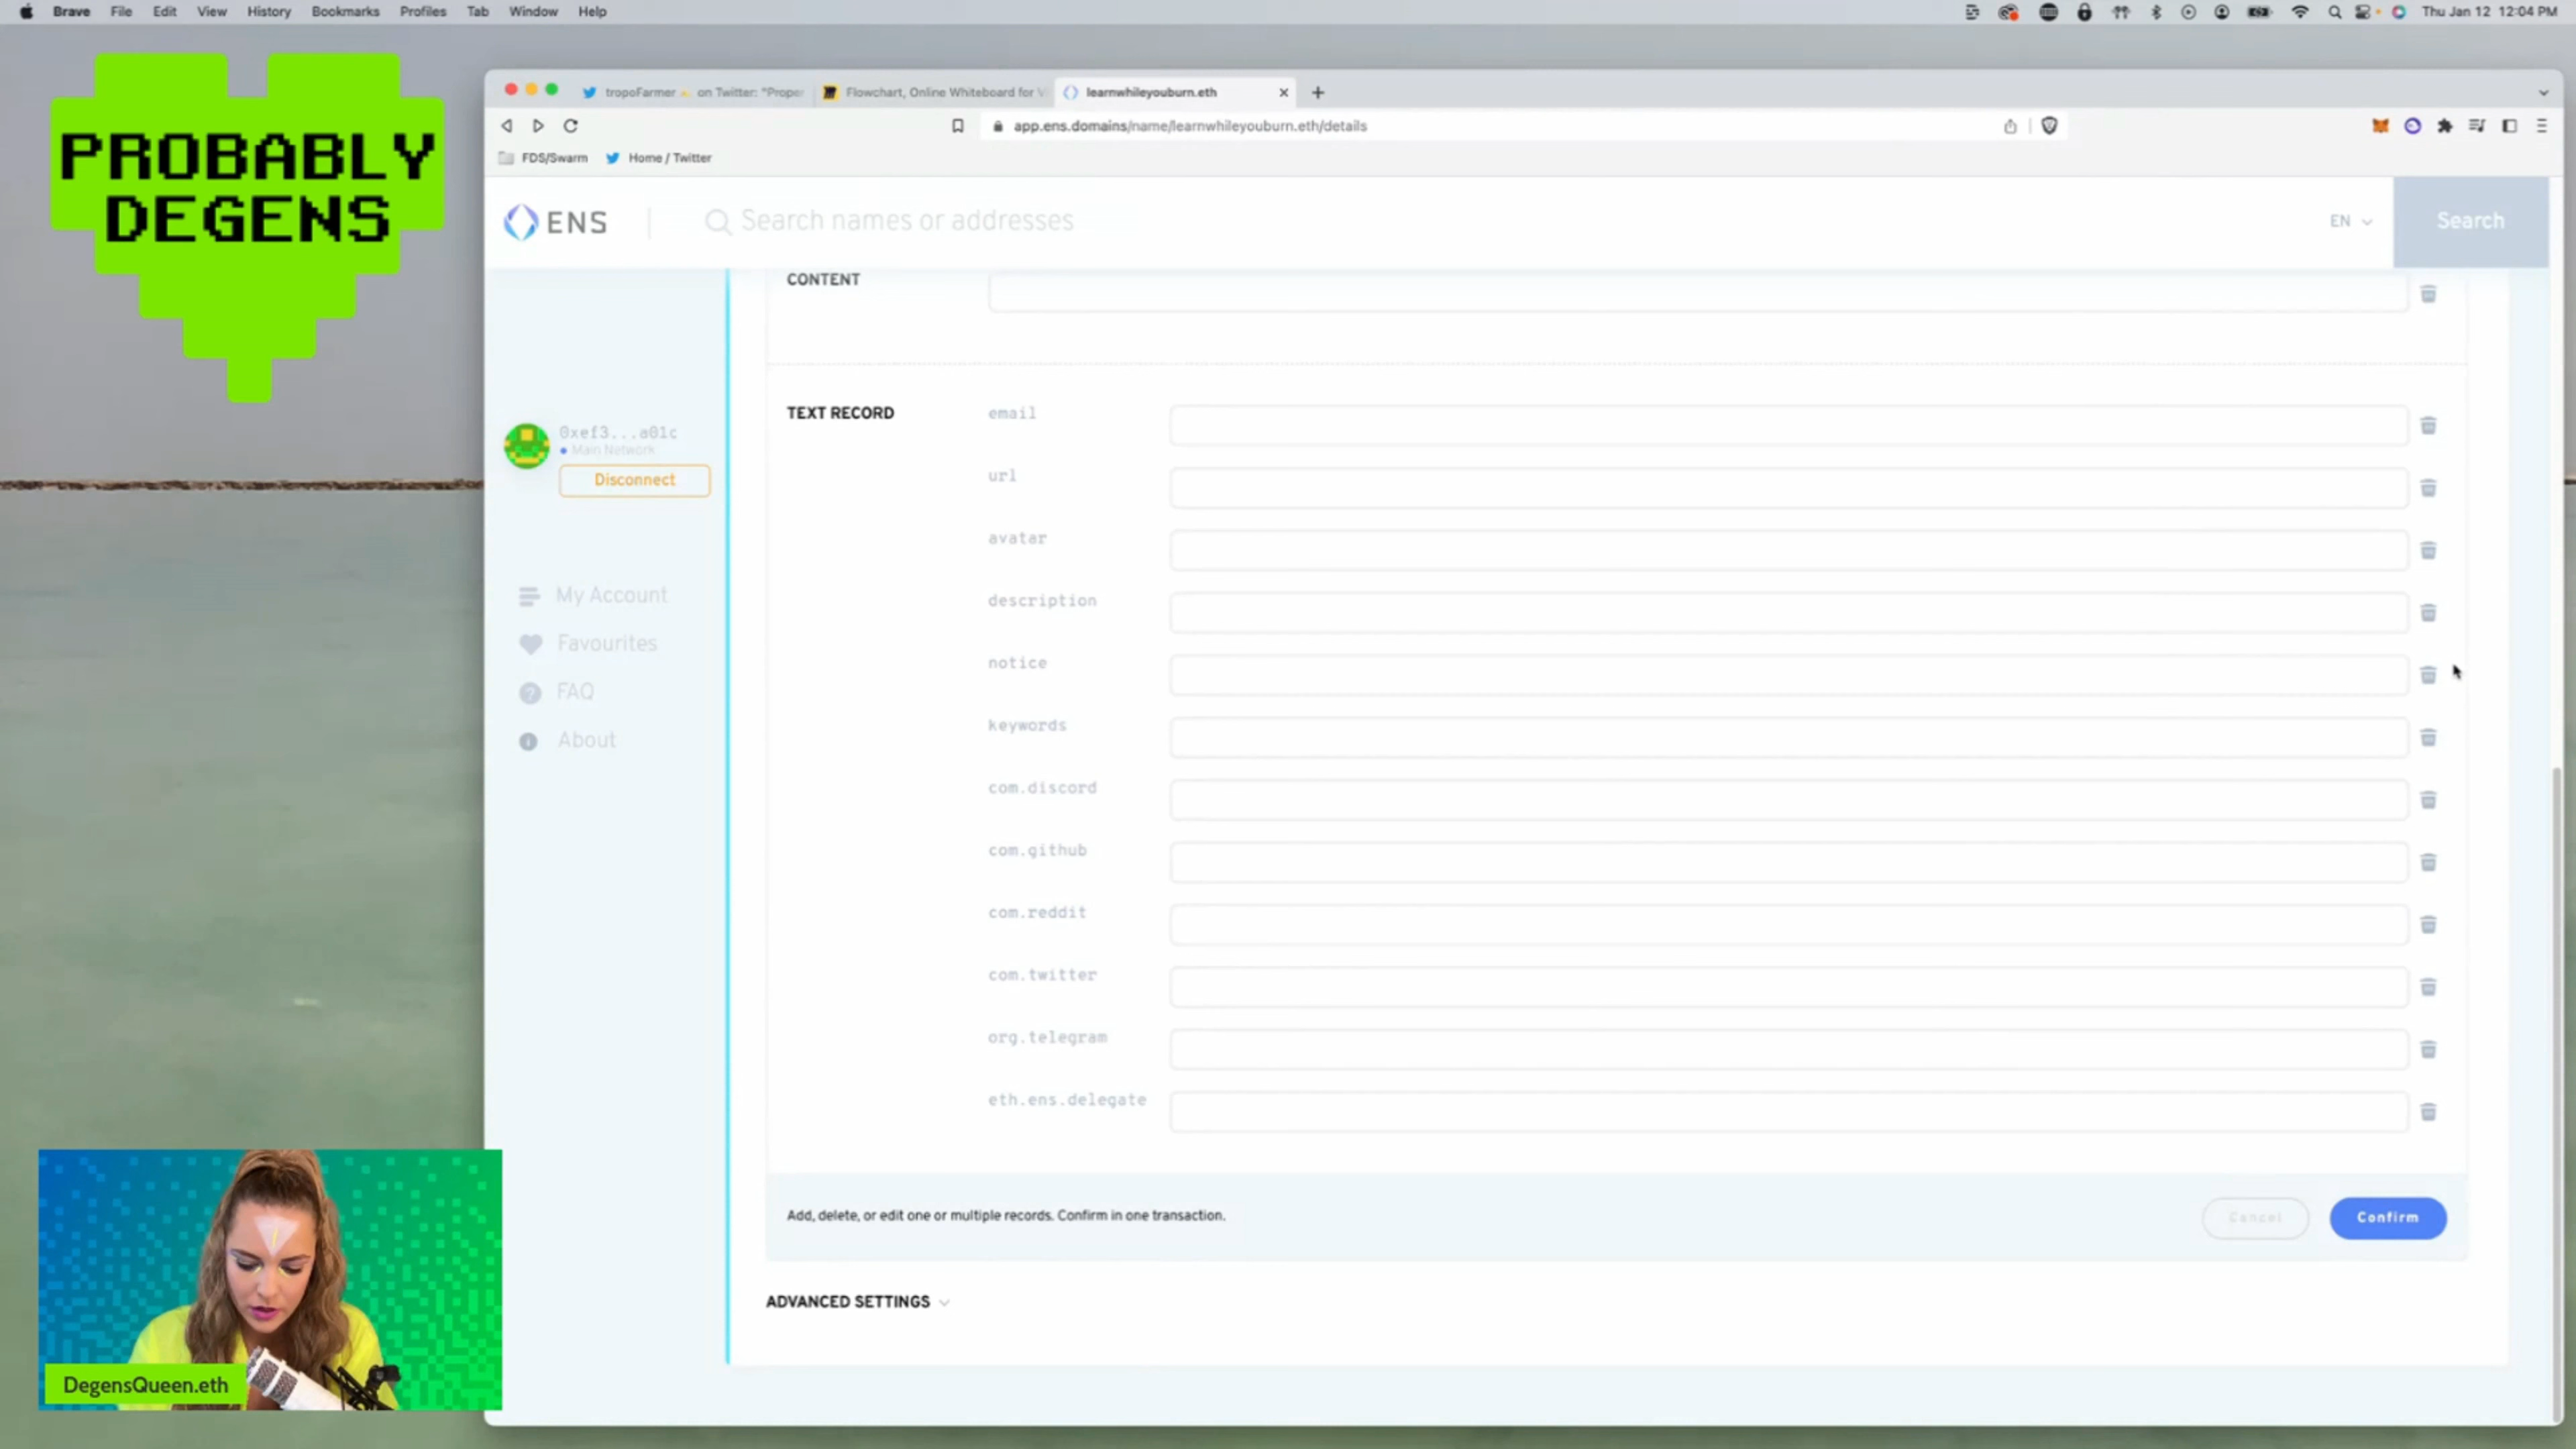 Brave File Edit View History Bookmarks Profiles Tab Window Help
Thu Jan 12 12:04 PM
PROBABLY
DEGENS
tropoFarmer on Twitter: "Proper
Flowchart, Online Whiteboard for Vi
learnwhileyouburn.eth
app.ens.domains/name/learnwhileyouburn.eth/details
FDS/Swarm Home / Twitter
ENS
Search names or addresses
EN
Search
0xef3...a01c
Main Network
Disconnect
My Account
Favourites
FAQ
About
CONTENT
TEXT RECORD
email
url
avatar
description
notice
keywords
com.discord
com.github
com.reddit
com.twitter
org.telegram
eth.ens.delegate
Add, delete, or edit one or multiple records. Confirm in one transaction.
Cancel
Confirm
ADVANCED SETTINGS
DegensQueen.eth